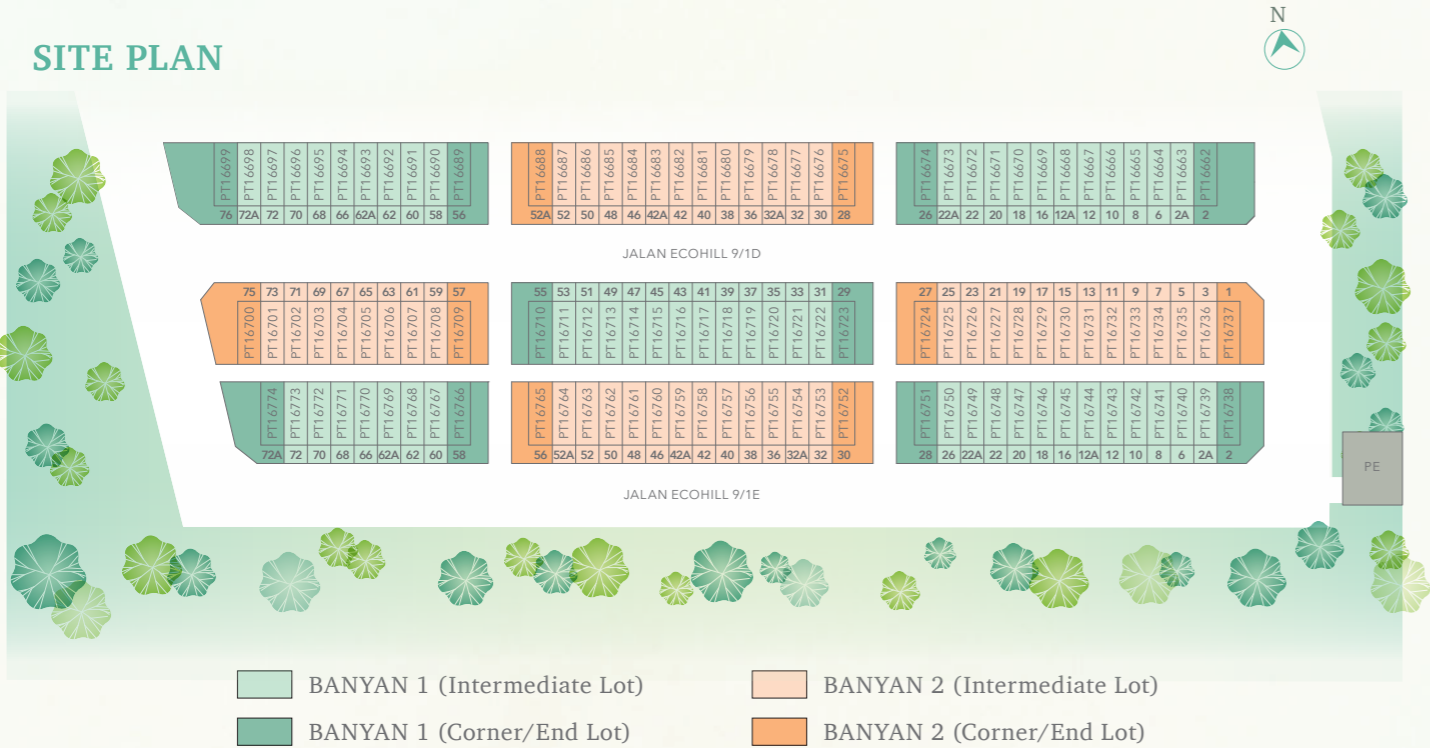 N
SITE PLAN
PT16699 PT16698 PT16697 PT16696 PT16695 PT16694 PT16693 PT16692 PT16691 PT16690 PT16689
76 72A 72 70 68 66 62A 62 60 58 56
PT16688 PT16687 PT16686 PT16685 PT16684 PT16683 PT16682 PT16681 PT16680 PT16679 PT16678 PT16677 PT16676 PT16675
52A 52 50 48 46 42A 42 40 38 36 32A 32 30 28
PT16674 PT16673 PT16672 PT16671 PT16670 PT16669 PT16668 PT16667 PT16666 PT16665 PT16664 PT16663 PT16662
26 22A 22 20 18 16 12A 12 10 8 6 2A 2
JALAN ECOHILL 9/1D
75 73 71 69 67 65 63 61 59 57
PT16700 PT16701 PT16702 PT16703 PT16704 PT16705 PT16706 PT16707 PT16708 PT16709
55 53 51 49 47 45 43 41 39 37 35 33 31 29
PT16710 PT16711 PT16712 PT16713 PT16714 PT16715 PT16716 PT16717 PT16718 PT16719 PT16720 PT16721 PT16722 PT16723
27 25 23 21 19 17 15 13 11 9 7 5 3 1
PT16724 PT16725 PT16726 PT16727 PT16728 PT16729 PT16730 PT16731 PT16732 PT16733 PT16734 PT16735 PT16736 PT16737
PT16774 PT16773 PT16772 PT16771 PT16770 PT16769 PT16768 PT16767 PT16766
72A 72 70 68 66 62A 62 60 58
PT16765 PT16764 PT16763 PT16762 PT16761 PT16760 PT16759 PT16758 PT16757 PT16756 PT16755 PT16754 PT16753 PT16752
56 52A 52 50 48 46 42A 42 40 38 36 32A 32 30
PT16751 PT16750 PT16749 PT16748 PT16747 PT16746 PT16745 PT16744 PT16743 PT16742 PT16741 PT16740 PT16739 PT16738
28 26 22A 22 20 18 16 12A 12 10 8 6 2A 2
PE
JALAN ECOHILL 9/1E
BANYAN 1 (Intermediate Lot)
BANYAN 2 (Intermediate Lot)
BANYAN 1 (Corner/End Lot)
BANYAN 2 (Corner/End Lot)